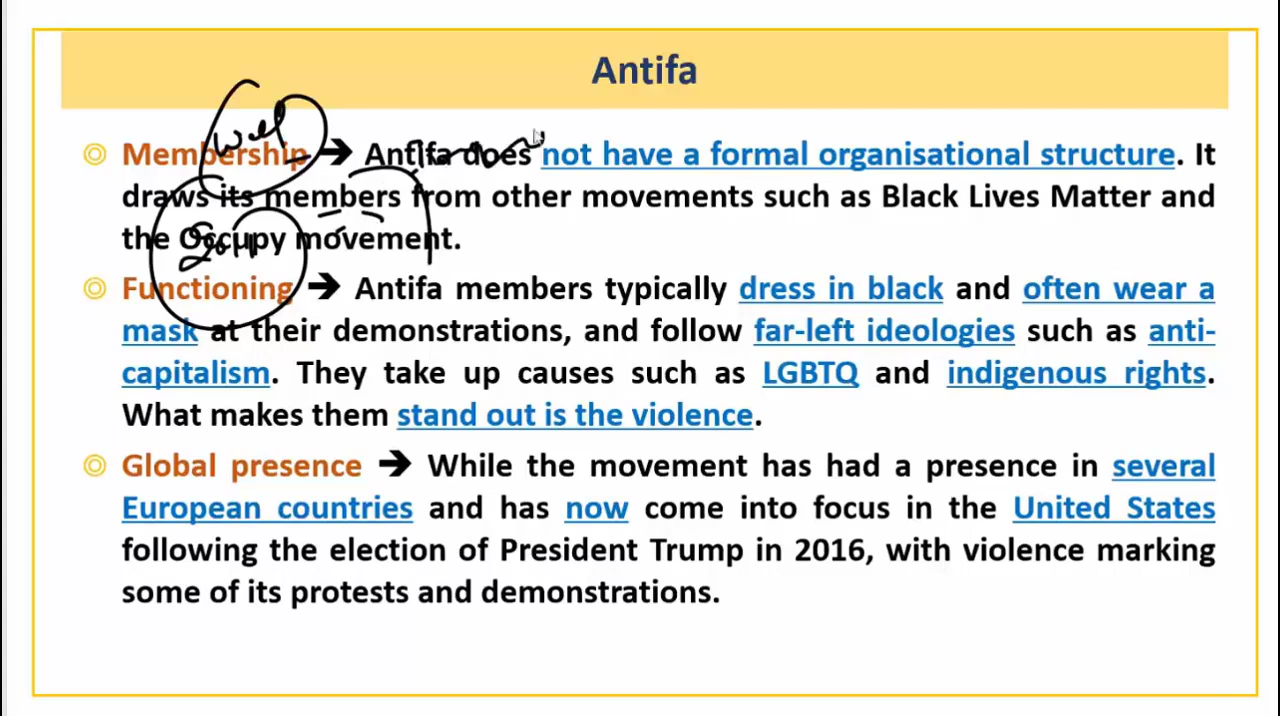 Antifa
◎ Membership → Antifa does not have a formal organisational structure. It
draws its members from other movements such as Black Lives Matter and
the Occupy movement.
◎ Functioning → Antifa members typically dress in black and often wear a
mask at their demonstrations, and follow far-left ideologies such as anti-
capitalism. They take up causes such as LGBTQ and indigenous rights.
What makes them stand out is the violence.
◎ Global presence → While the movement has had a presence in several
European countries and has now come into focus in the United States
following the election of President Trump in 2016, with violence marking
some of its protests and demonstrations.